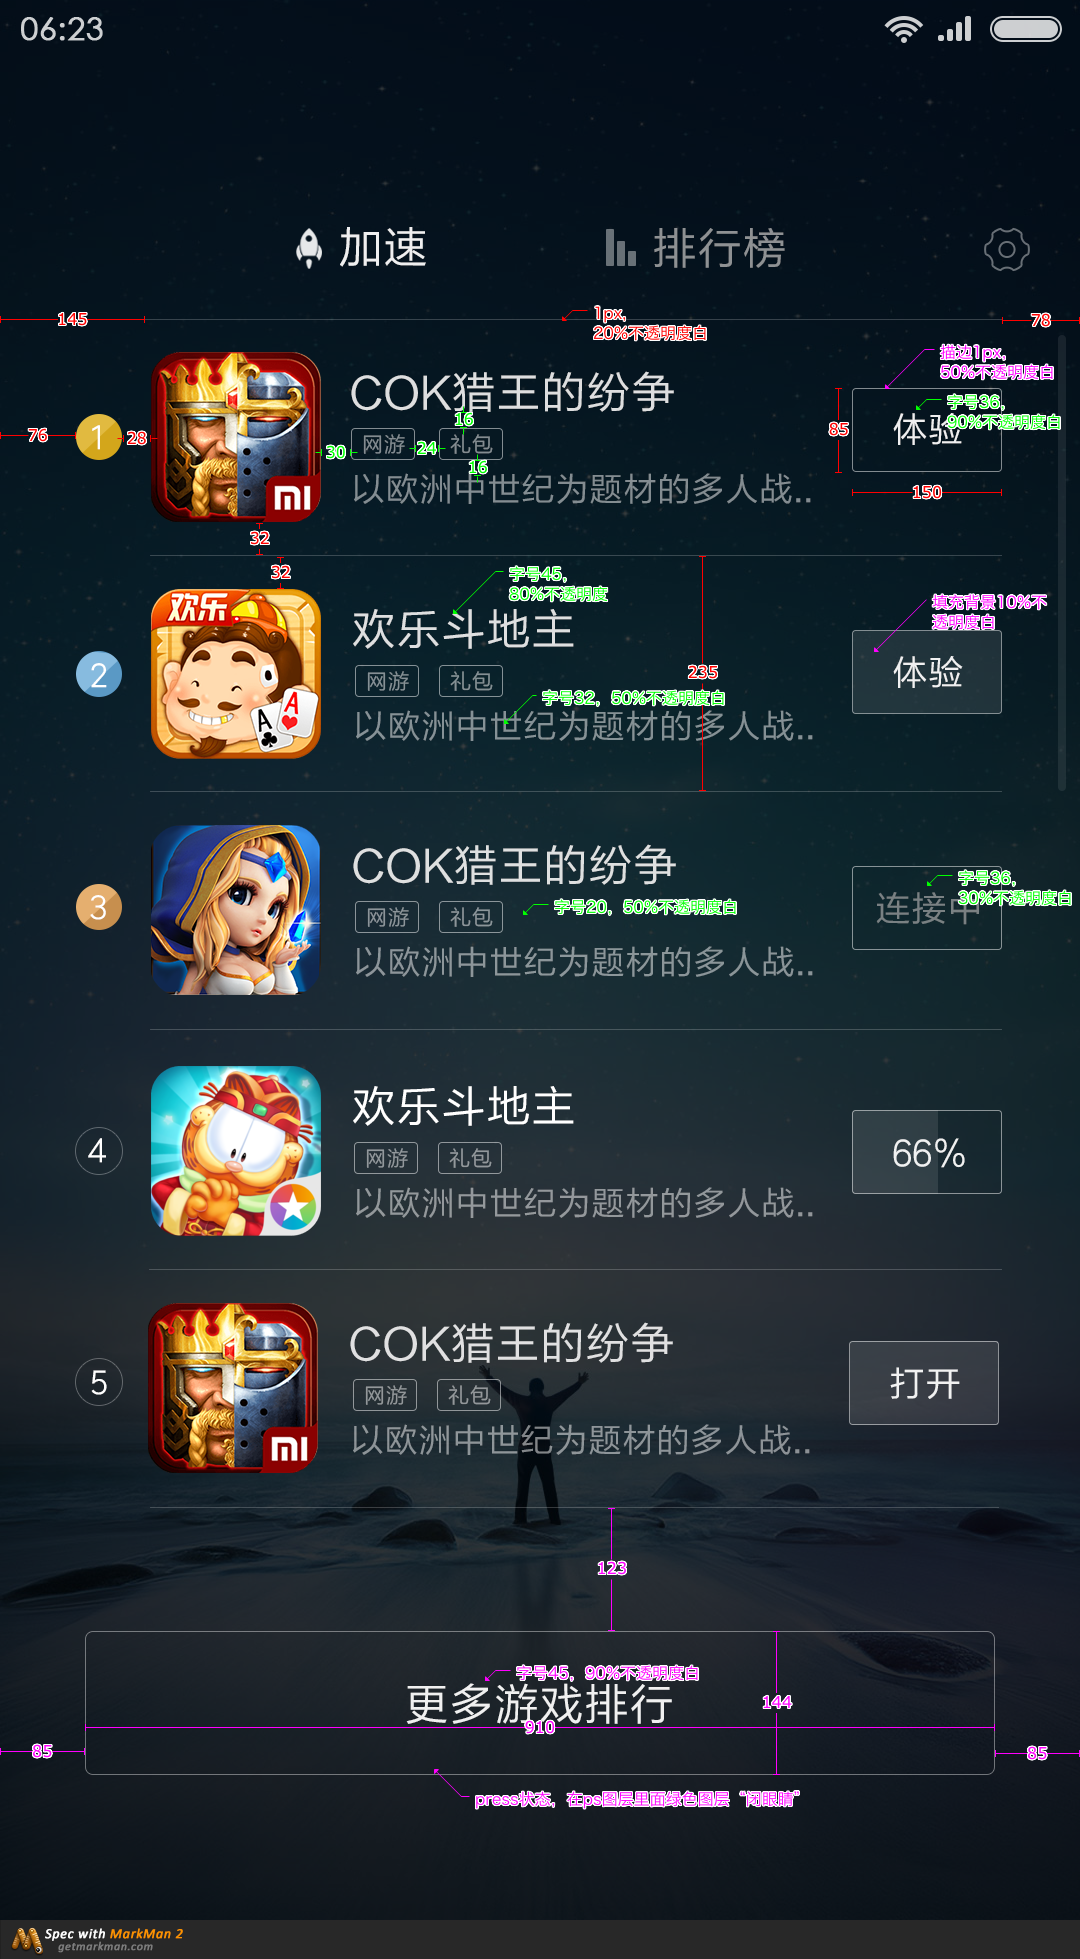 06:23
加速
排行榜
145
1px,
20%不透明度白
78
描边1px,
50%不透明度白
COK猎王的纷争
字号36,
90%不透明度白
体验
16
76
1
28
85
网游
24
礼包
30
16
以欧洲中世纪为题材的多人战..
mi
150
32
32
字号45,
80%不透明度
填充背景10%不
透明度白
欢乐
欢乐斗地主
235
体验
2
网游
礼包
字号32, 50%不透明度白
以欧洲中世纪为题材的多人战..
A
A
COK猎王的纷争
字号36,
30%不透明度白
3
网游
礼包
字号20, 50%不透明度白
连接中
以欧洲中世纪为题材的多人战..
欢乐斗地主
4
网游
礼包
66%
以欧洲中世纪为题材的多人战..
COK猎王的纷争
5
网游
礼包
打开
以欧洲中世纪为题材的多人战..
mi
123
字号45, 90%不透明度白
更多游戏排行
144
910
85
85
press状态, 在ps图层里面绿色图层“闭眼睛”
Spec with MarkMan 2
getmarkman.com